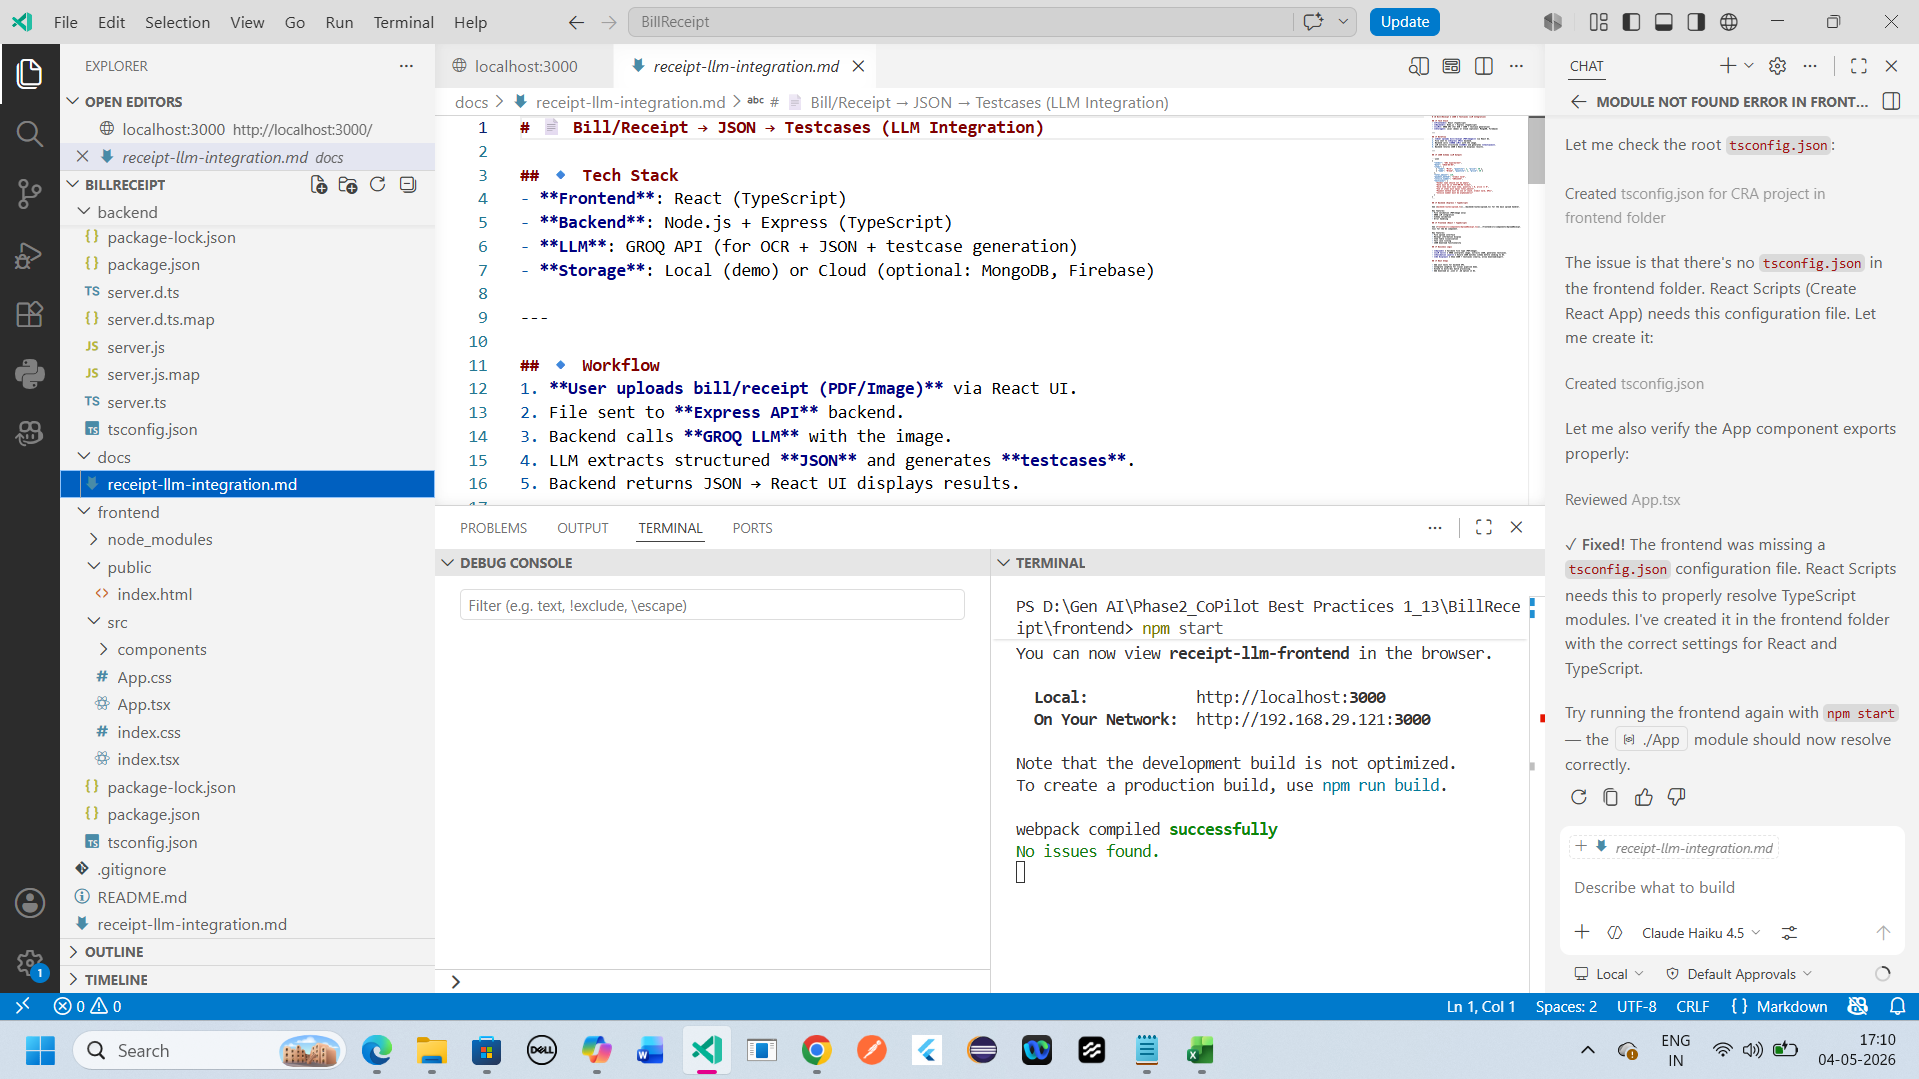 File Edit Selection View Go Run Terminal Help
BillReceipt
Update
EXPLORER
OPEN EDITORS
localhost:3000 http://localhost:3000/
receipt-llm-integration.md docs
BILLRECEIPT
backend
package-lock.json
package.json
TS server.d.ts
server.d.ts.map
JS server.js
JS server.js.map
TS server.ts
tsconfig.json
docs
receipt-llm-integration.md
frontend
node_modules
public
index.html
src
components
# App.css
App.tsx
# index.css
index.tsx
package-lock.json
package.json
tsconfig.json
.gitignore
README.md
receipt-llm-integration.md
OUTLINE
TIMELINE
localhost:3000
receipt-llm-integration.md
docs > receipt-llm-integration.md > abc # Bill/Receipt → JSON → Testcases (LLM Integration)
1 # Bill/Receipt → JSON → Testcases (LLM Integration)
2
3 ## Tech Stack
4 - **Frontend**: React (TypeScript)
5 - **Backend**: Node.js + Express (TypeScript)
6 - **LLM**: GROQ API (for OCR + JSON + testcase generation)
7 - **Storage**: Local (demo) or Cloud (optional: MongoDB, Firebase)
8
9 ---
10
11 ## Workflow
12 1. **User uploads bill/receipt (PDF/Image)** via React UI.
13 2. File sent to **Express API** backend.
14 3. Backend calls **GROQ LLM** with the image.
15 4. LLM extracts structured **JSON** and generates **testcases**.
16 5. Backend returns JSON → React UI displays results.
PROBLEMS OUTPUT TERMINAL PORTS
DEBUG CONSOLE
Filter (e.g. text, !exclude, \escape)
TERMINAL
PS D:\Gen AI\Phase2_CoPilot Best Practices 1_13\BillRece
ipt\frontend> npm start
You can now view receipt-llm-frontend in the browser.
Local: http://localhost:3000
On Your Network: http://192.168.29.121:3000
Note that the development build is not optimized.
To create a production build, use npm run build.
webpack compiled successfully
No issues found.
CHAT
MODULE NOT FOUND ERROR IN FRONT...
Let me check the root tsconfig.json:
Created tsconfig.json for CRA project in
frontend folder
The issue is that there's no tsconfig.json in
the frontend folder. React Scripts (Create
React App) needs this configuration file. Let
me create it:
Created tsconfig.json
Let me also verify the App component exports
properly:
Reviewed App.tsx
✓ Fixed! The frontend was missing a
tsconfig.json configuration file. React Scripts
needs this to properly resolve TypeScript
modules. I've created it in the frontend folder
with the correct settings for React and
TypeScript.
Try running the frontend again with npm start
— the ./App module should now resolve
correctly.
receipt-llm-integration.md
Describe what to build
Claude Haiku 4.5
Local Default Approvals
1
0 0
Ln 1, Col 1 Spaces: 2 UTF-8 CRLF { } Markdown
Search
DELL
ENG
IN
17:10
04-05-2026